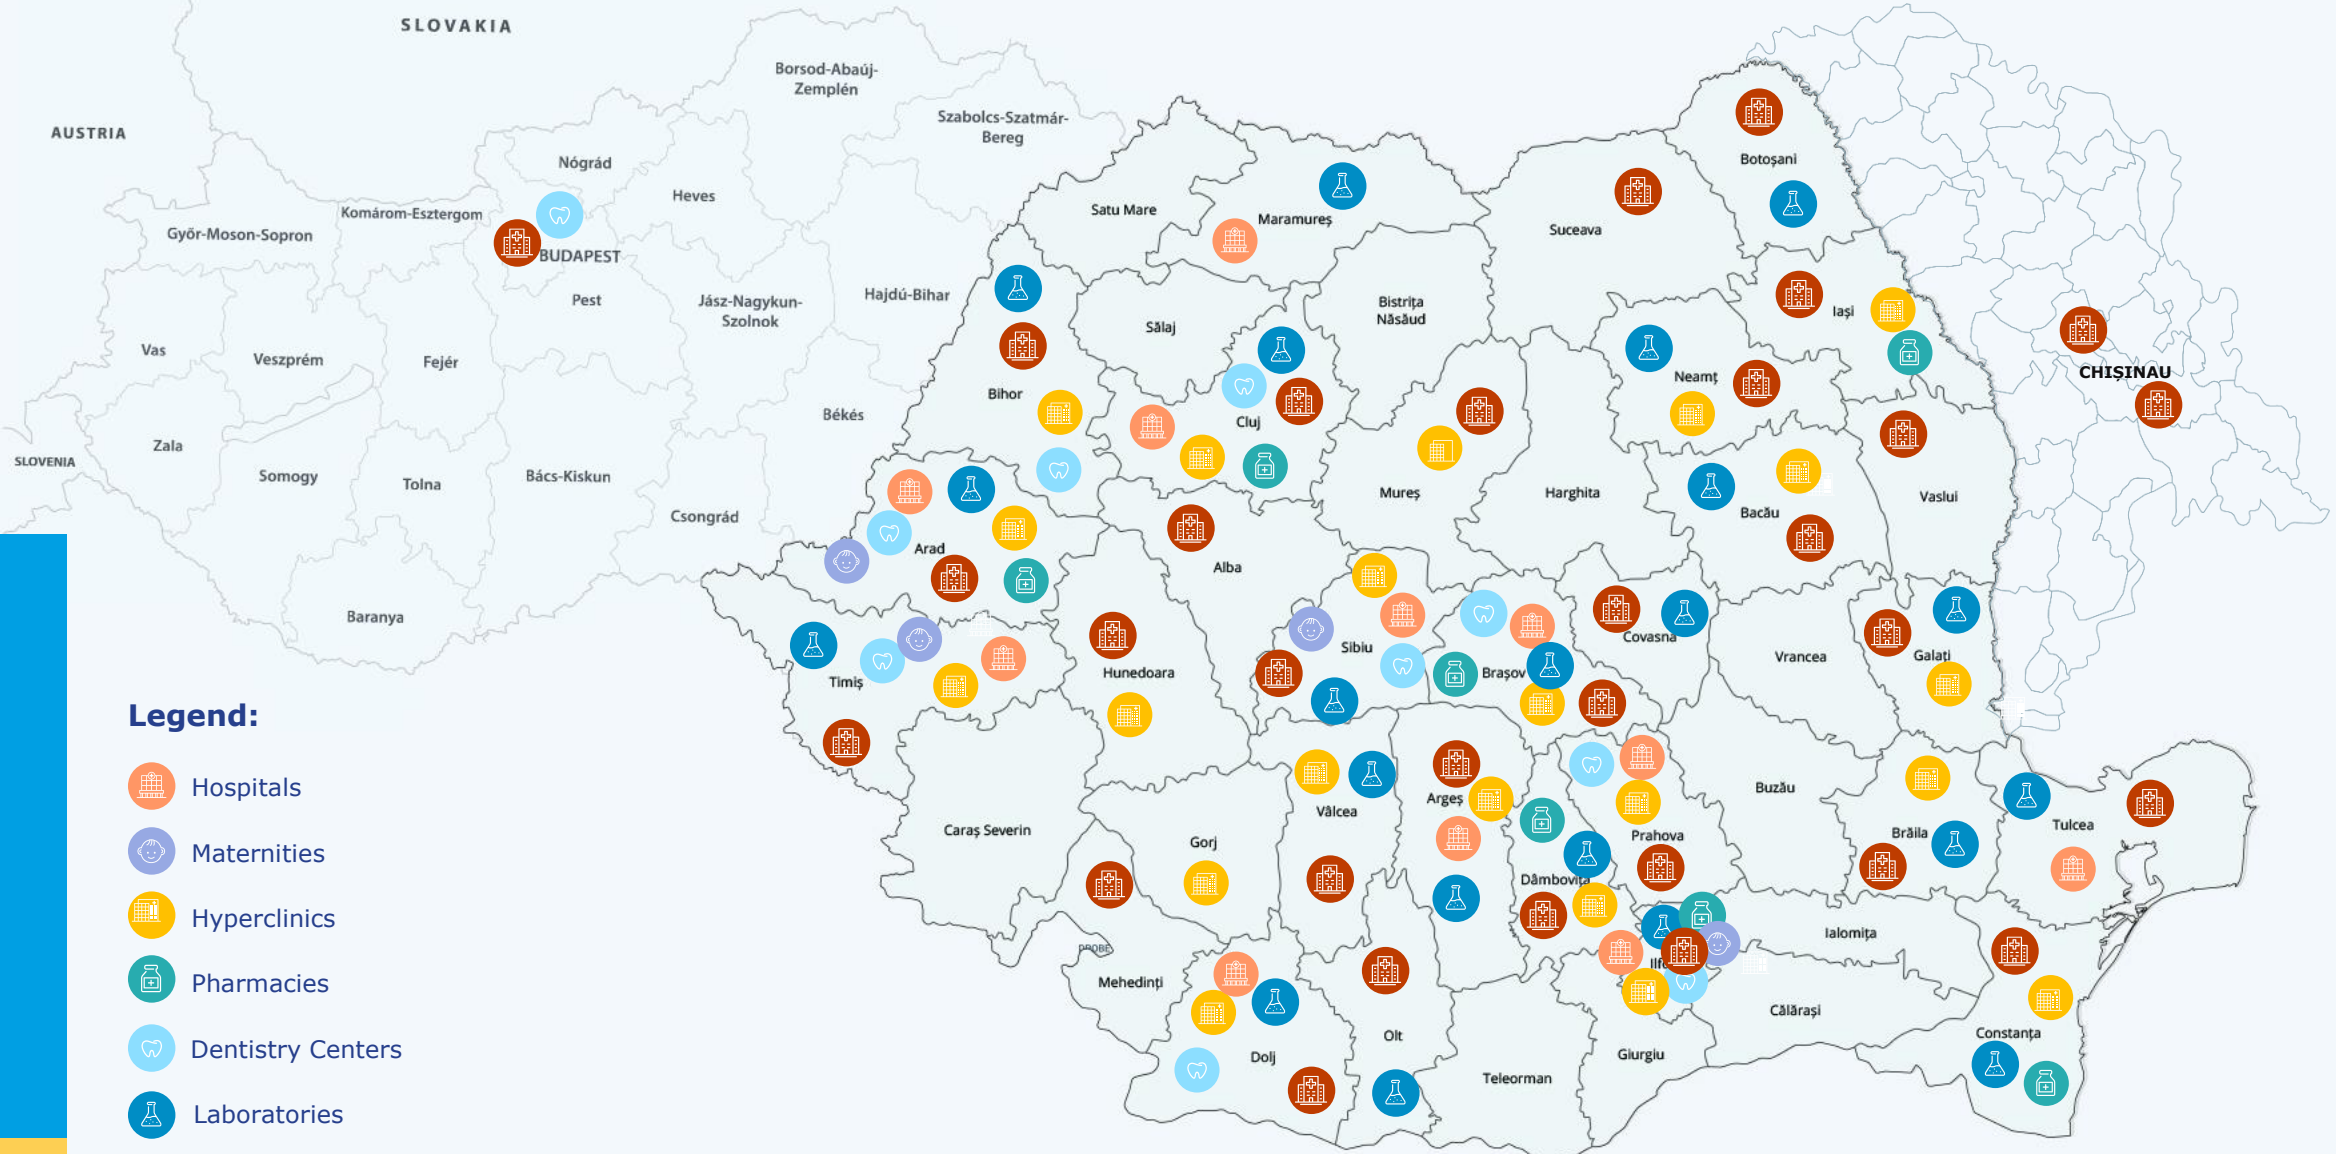 SLOVAKIA
Borsod-Abaúj-
Zemplén
Szabolcs-Szatmár-
Bereg
AUSTRIA
Nógrád
Botoșani
Heves
Satu Mare
Komárom-Esztergom
Maramureș
Győr-Moson-Sopron
Suceava
BUDAPEST
Hajdú-Bihar
Pest
Jász-Nagykun-
Szolnok
Bistrița
Năsăud
Iași
Sălaj
Vas
Veszprém
Fejér
CHIȘINAU
Neamț
Bihor
Békés
Cluj
Zala
SLOVENIA
Somogy
Bács-Kiskun
Tolna
Mureș
Harghita
Vaslui
Csongrád
Bacău
Arad
Alba
Baranya
Covasna
Sibiu
Galați
Vrancea
Hunedoara
Brașov
Timiș
Legend:
Hospitals
Maternities
Hyperclinics
Pharmacies
Dentistry Centers
Laboratories
Buzău
Argeș
Vâlcea
Tulcea
Caraș Severin
Brăila
Prahova
Gorj
Dâmbovița
Ialomița
DROBE
Ilfo
Mehedinți
Călărași
Constanța
Olt
Giurgiu
Dolj
Teleorman